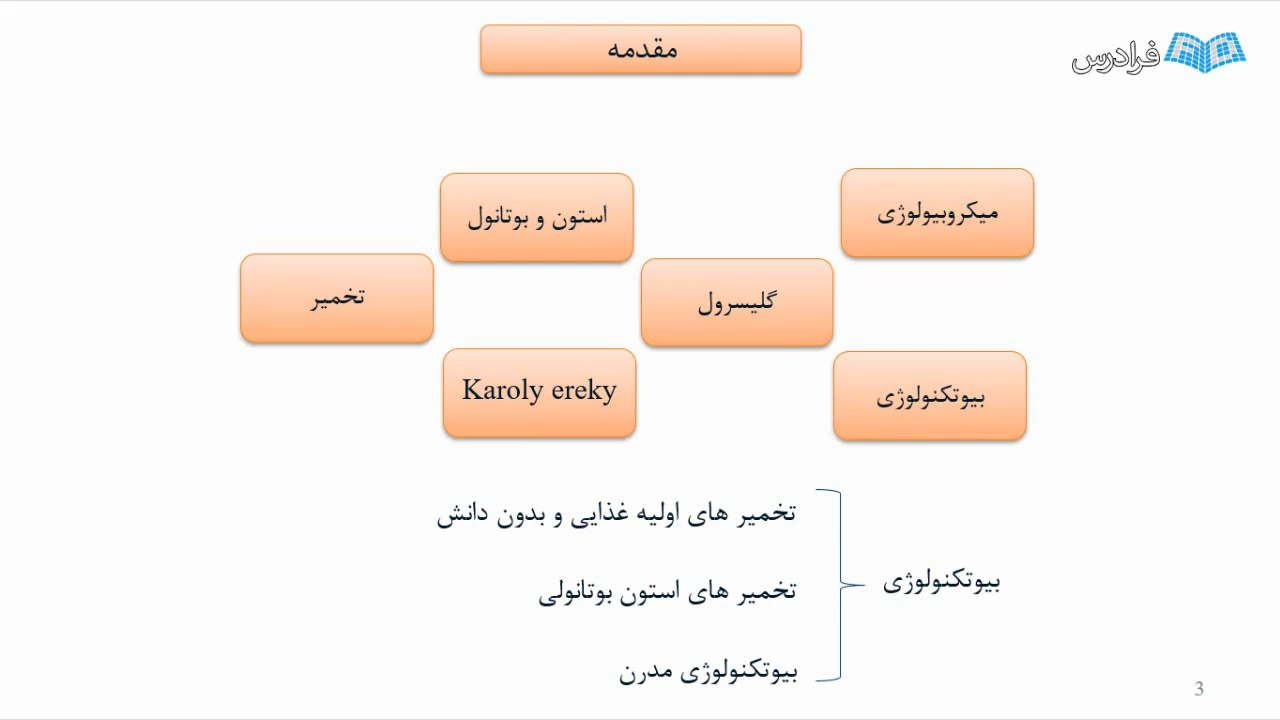 مقدمه
فرادرس
میکروبیولوژی
استون و بوتانول
گلیسرول
تخمیر
بیوتکنولوژی
Karoly ereky
تخمیر های اولیه غذایی و بدون دانش
بیوتکنولوژی
تخمیر های استون بوتانولی
بیوتکنولوژی مدرن
3